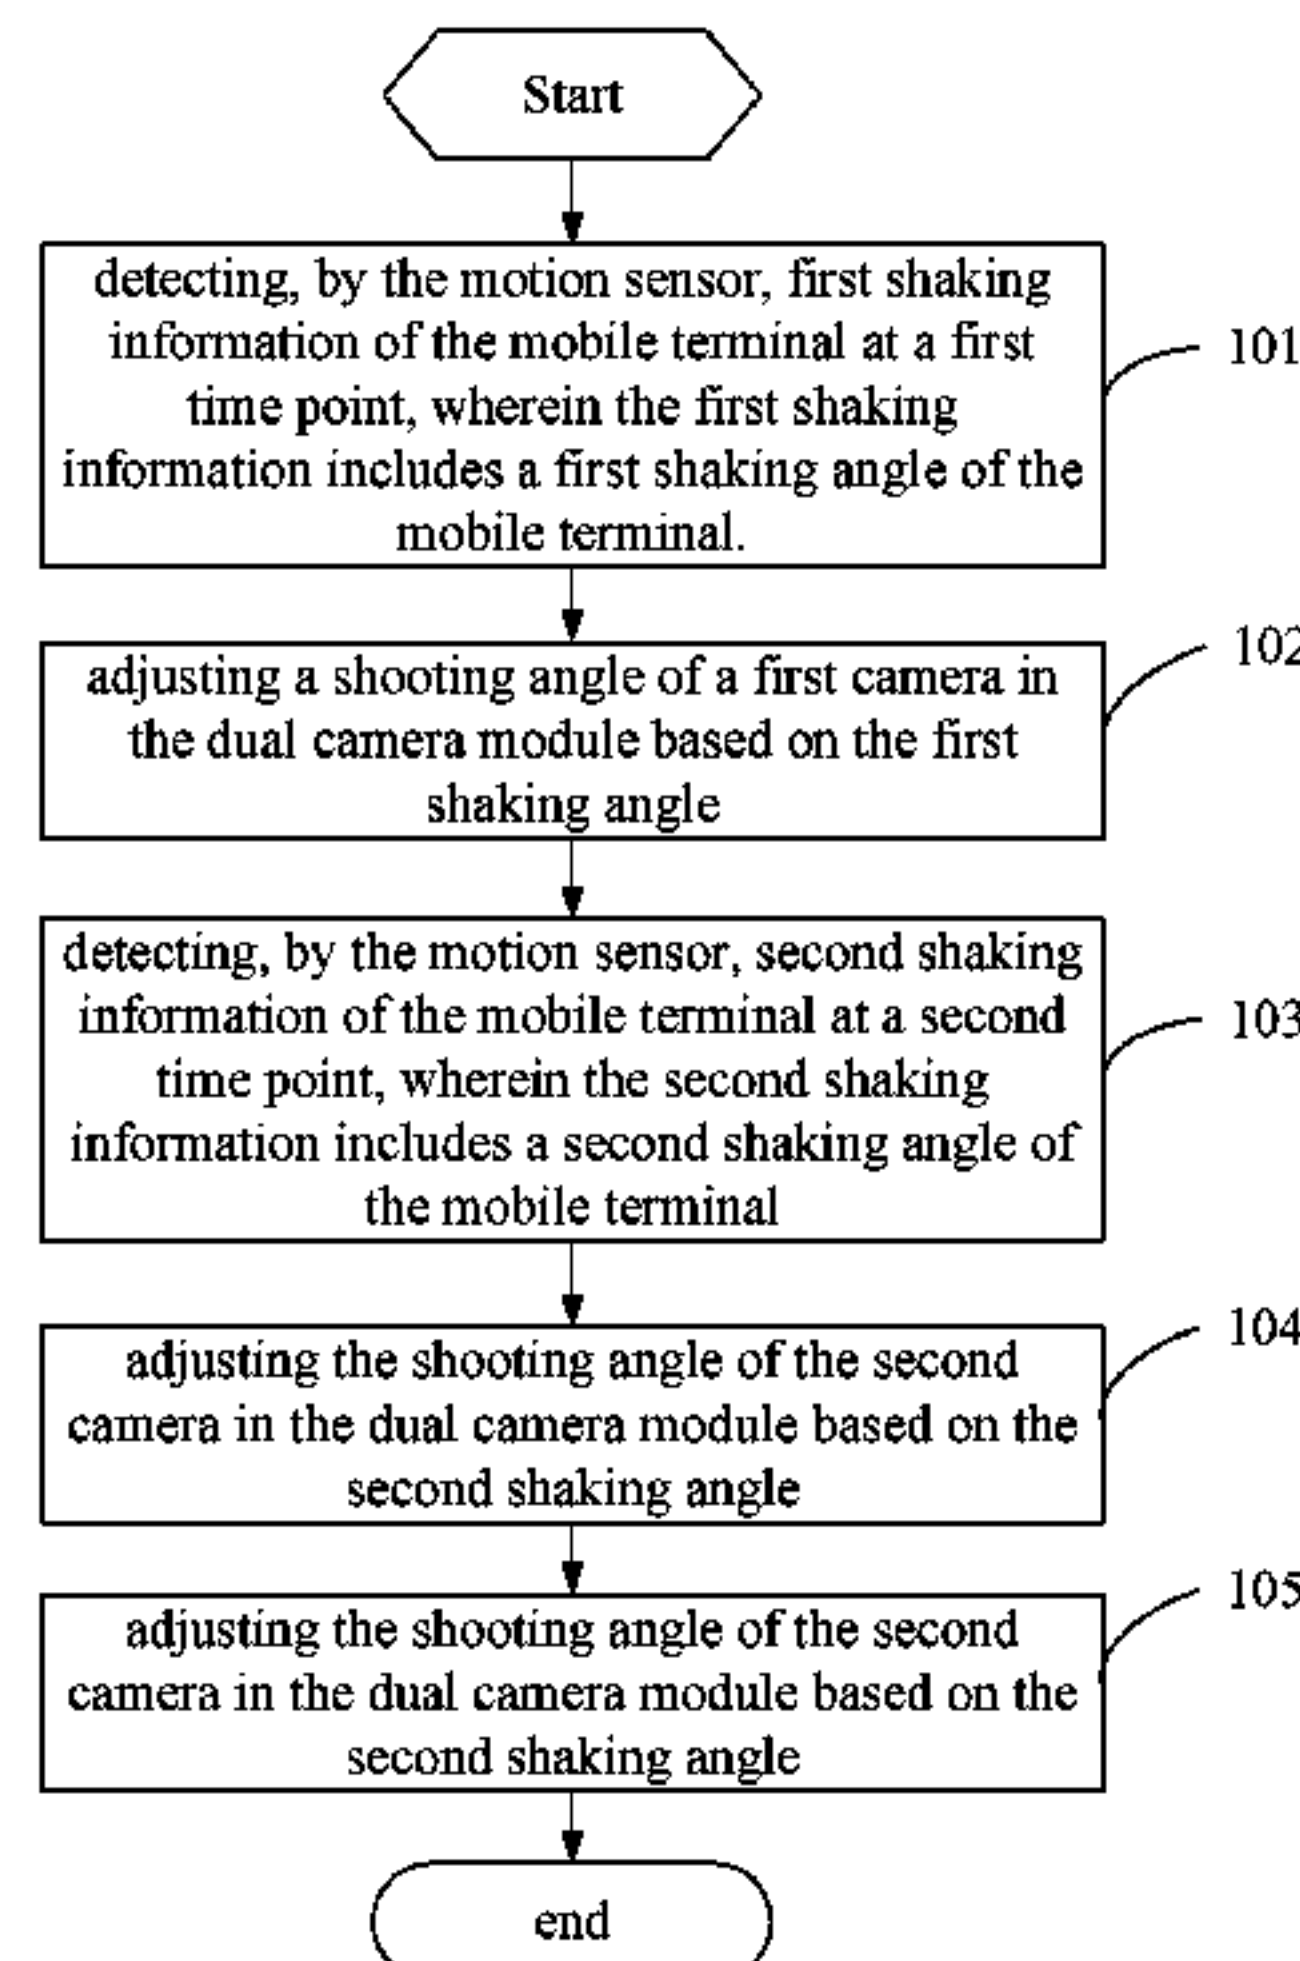 Start
detecting, by the motion sensor, first shaking
information of the mobile terminal at a first
time point, wherein the first shaking
information includes a first shaking angle of the
mobile terminal.
101
adjusting a shooting angle of a first camera in
the dual camera module based on the first
shaking angle
102
detecting, by the motion sensor, second shaking
information of the mobile terminal at a second
time point, wherein the second shaking
information includes a second shaking angle of
the mobile terminal
103
adjusting the shooting angle of the second
camera in the dual camera module based on the
second shaking angle
104
adjusting the shooting angle of the second
camera in the dual camera module based on the
second shaking angle
105
end